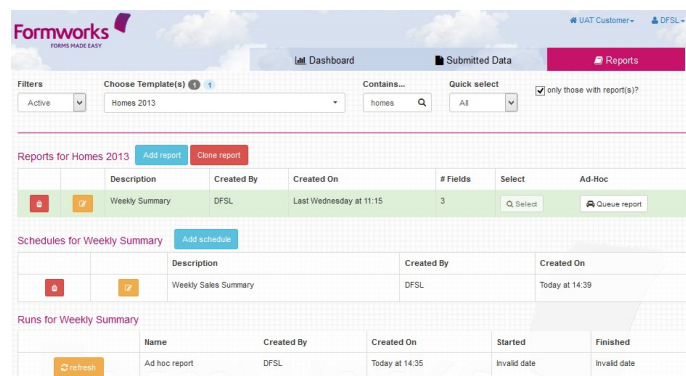 Formworks
FORMS MADE EASY
UAT Customer
DFSL
Dashboard
Submitted Data
Reports
Filters
Choose Template(s) 1 1
Contains...
Quick select
only those with report(s)?
Active
Homes 2013
homes
All
Reports for Homes 2013 Add report Clone report
Description Created By Created On # Fields Select Ad-Hoc
Weekly Summary DFSL Last Wednesday at 11:15 3 Select Queue report
Schedules for Weekly Summary Add schedule
Description Created By Created On
Weekly Sales Summary DFSL Today at 14:39
Runs for Weekly Summary
Name Created By Created On Started Finished
refresh Ad hoc report DFSL Today at 14:35 Invalid date Invalid date